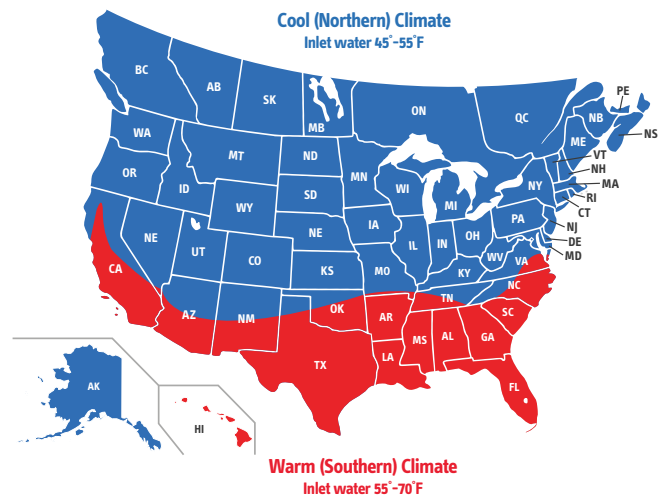 Cool (Northern) Climate
Inlet water 45°-55°F
BC
AB
SK
MB
ON
QC
PE
NB
NS
ME
WA
MT
ND
MN
VT
NH
OR
ID
SD
WI
MI
NY
MA
RI
CT
WY
IA
PA
NJ
NE
UT
NE
IL
IN
OH
DE
MD
CO
KS
MO
WV
VA
KY
CA
AZ
NM
OK
TN
NC
AR
SC
MS
AL
GA
TX
LA
FL
AK
HI
Warm (Southern) Climate
Inlet water 55°-70°F